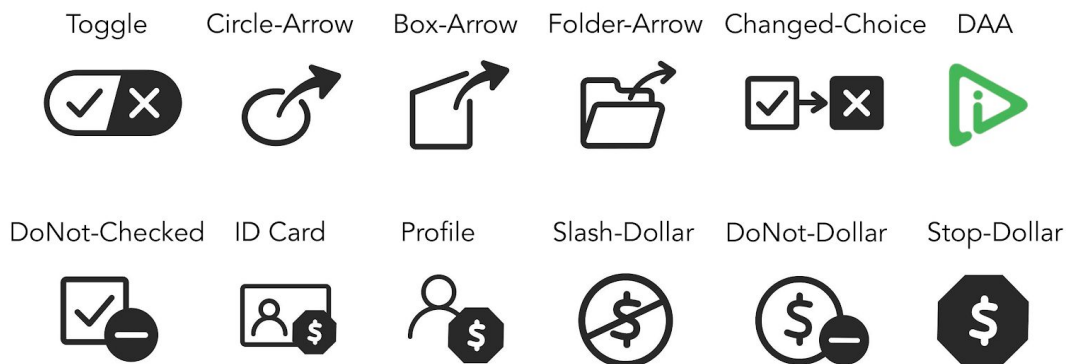 Toggle Circle-Arrow Box-Arrow Folder-Arrow Changed-Choice DAA
i
DoNot-Checked ID Card Profile Slash-Dollar DoNot-Dollar Stop-Dollar
$ $ $ $ $